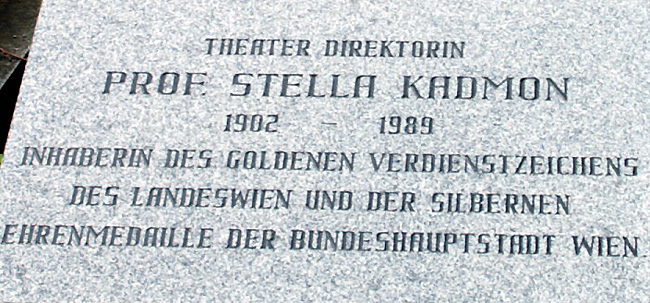 THEATER DIREKTORIN
PROF. STELLA KADMON
1902 – 1989
INHABERIN DES GOLDENEN VERDIENSTZEICHENS
DES LANDESWIEN UND DER SILBERNEN
EHRENMEDAILLE DER BUNDESHAUPTSTADT WIEN.